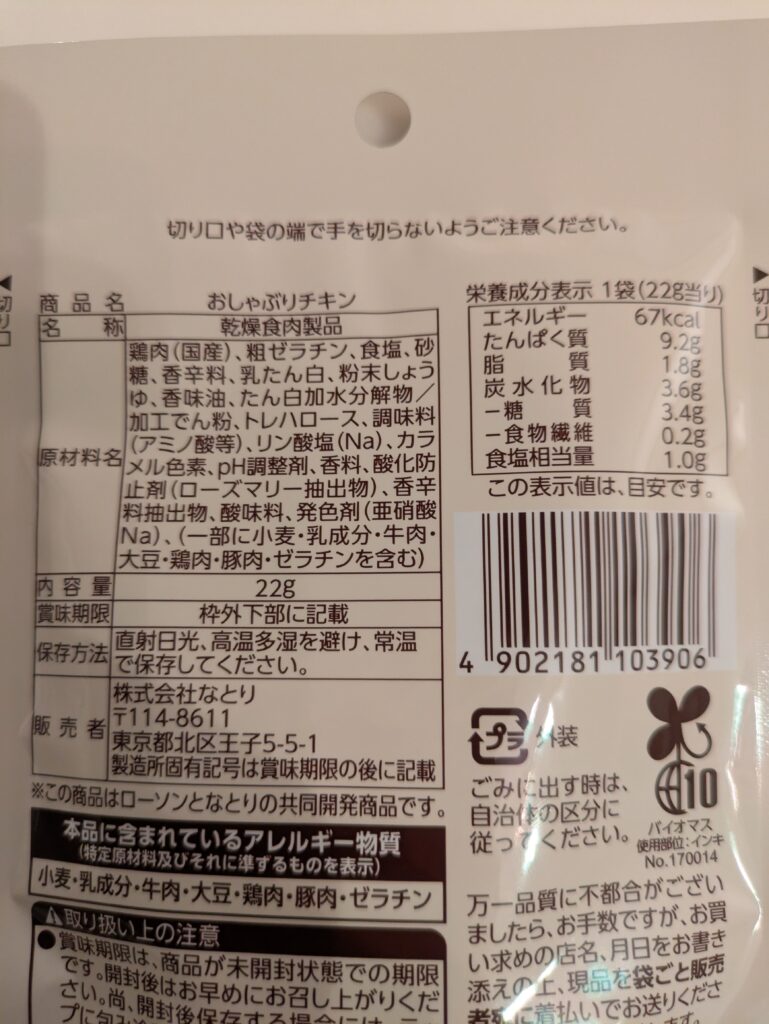 切り口や袋の端で手を切らないようご注意ください。
切り口
切り口
商品名 おしゃぶりチキン
名称 乾燥食肉製品
原材料名
鶏肉(国産)、粗ゼラチン、食塩、砂
糖、香辛料、乳たん白、粉末しょう
ゆ、香味油、たん白加水分解物／
加工でん粉、トレハロース、調味料
(アミノ酸等)、リン酸塩(Na)、カラ
メル色素、pH調整剤、香料、酸化防
止剤(ローズマリー抽出物)、香辛
料抽出物、酸味料、発色剤(亜硝酸
Na)、(一部に小麦・乳成分・牛肉・
大豆・鶏肉・豚肉・ゼラチンを含む)
内容量 22g
賞味期限 枠外下部に記載
保存方法
直射日光、高温多湿を避け、常温
で保存してください。
販売者
株式会社なとり
〒114-8611
東京都北区王子5-5-1
製造所固有記号は賞味期限の後に記載
※この商品はローソンとなとりの共同開発商品です。
本品に含まれているアレルギー物質
(特定原材料及びそれに準ずるものを表示)
小麦・乳成分・牛肉・大豆・鶏肉・豚肉・ゼラチン
取り扱い上の注意
●賞味期限は、商品が未開封状態での期限
です。開封後はお早めにお召し上がりくだ
さい。尚、開封後保存する場合には、
栄養成分表示 1袋(22g当り)
エネルギー 67kcal
たんぱく質 9.2g
脂質 1.8g
炭水化物 3.6g
－糖質 3.4g
－食物繊維 0.2g
食塩相当量 1.0g
この表示値は、目安です。
4 902181 103906
プラ 外装
ごみに出す時は、
自治体の区分に
従ってください。
10
バイオマス
使用部位:インキ
No.170014
万一品質に不都合がござい
ましたら、お手数ですが、お買
い求めの店名、月日をお書き
添えの上、現品を袋ごと販売
者宛に着払いでお送りくださ